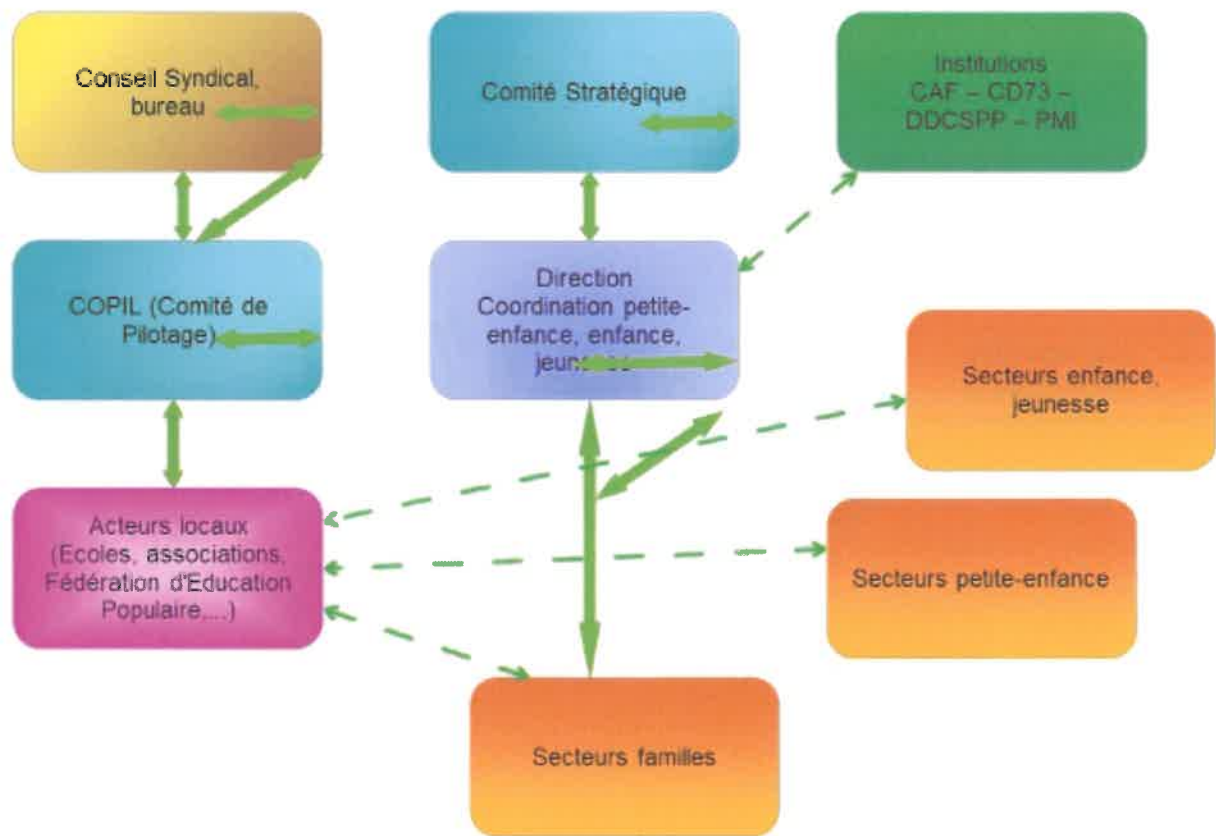 Conseil Syndical,
bureau
Comité Stratégique
Institutions
CAF – CD73 –
DDCSPP – PMI
COPIL (Comité de
Pilotage)
Direction
Coordination petite-
enfance, enfance,
jeunesse
Secteurs enfance,
jeunesse
Acteurs locaux
(Ecoles, associations,
Fédération d'Education
Populaire,...)
Secteurs petite-enfance
Secteurs familles